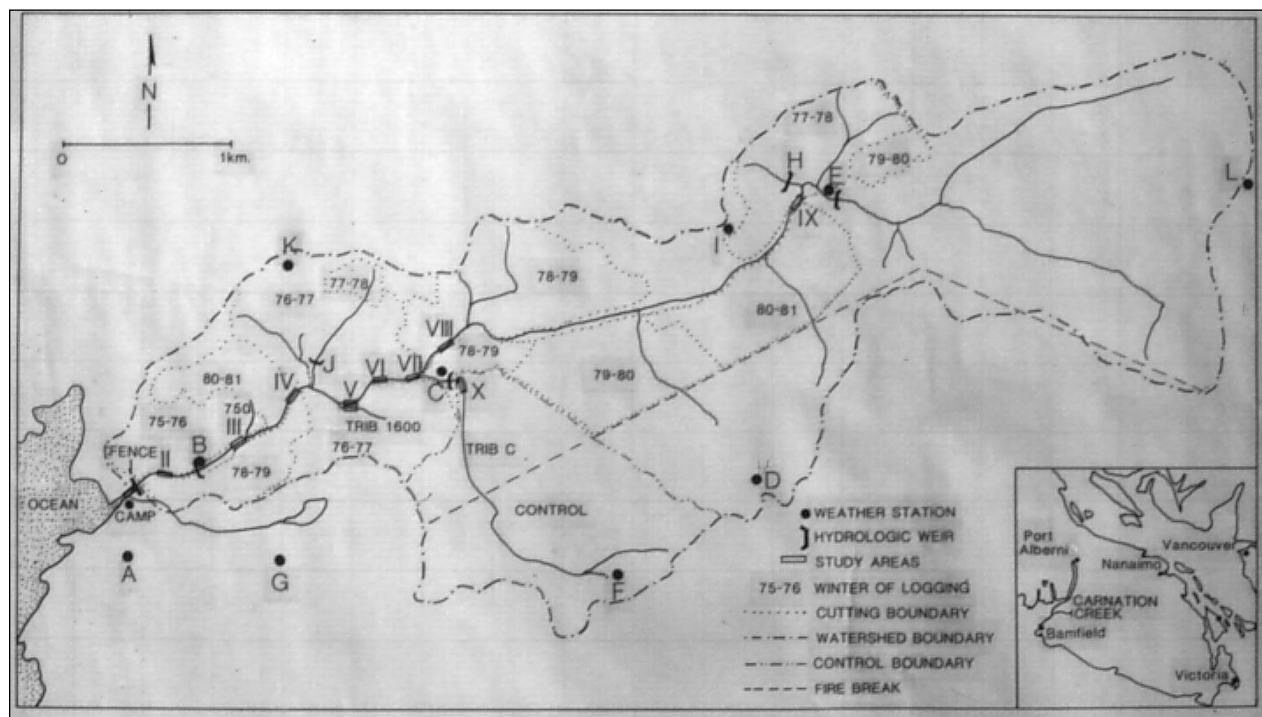 N
0
1km.
77-78
H
79-80
E
L
IX
I
K
77-78
76-77
78-79
80-81
VIII
78-79
J
VI
VII
C
X
79-80
80-81
IV
V
75-76
750
III
TRIB 1600
76-77
TRIB C
FENCE
II
B
78-79
D
OCEAN
CAMP
CONTROL
A
G
F
WEATHER STATION
HYDROLOGIC WEIR
STUDY AREAS
75-76 WINTER OF LOGGING
CUTTING BOUNDARY
WATERSHED BOUNDARY
CONTROL BOUNDARY
FIRE BREAK
Port
Alberni
Vancouver
Nanaimo
CARNATION
CREEK
Bamfield
Victoria